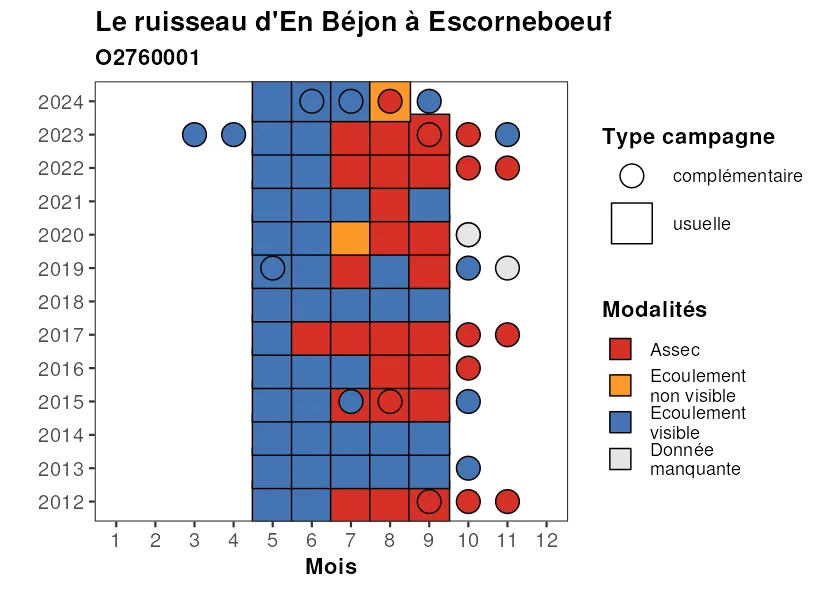 Le ruisseau d'En Béjon à Escorneboeuf
O2760001
2024
2023
2022
2021
2020
2019
2018
2017
2016
2015
2014
2013
2012
1 2 3 4 5 6 7 8 9 10 11 12
Mois
Type campagne
complémentaire
usuelle
Modalités
Assec
Ecoulement
non visible
Ecoulement
visible
Donnée
manquante